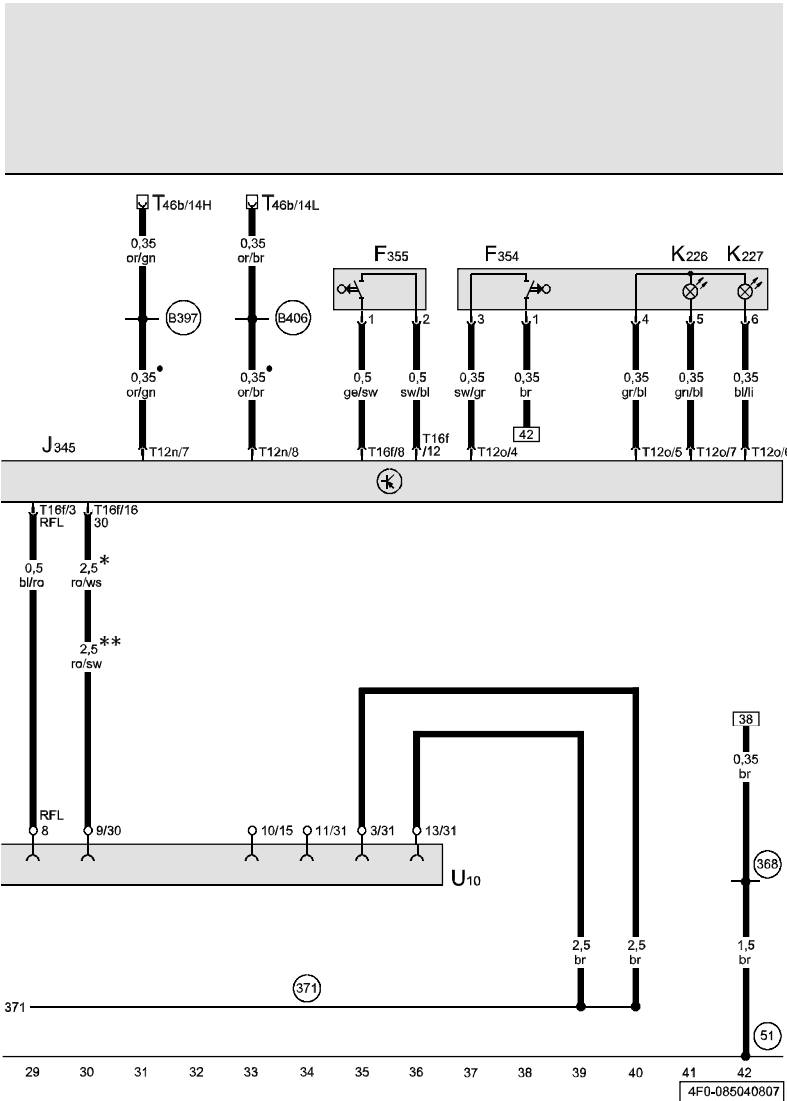 T46b/14H T46b/14L
0,35 0,35
or/gn or/br
F355 F354 K226 K227
B397 B406
1 2 3 1 4 5 6
0,35 0,35 0,5 0,5 0,35 0,35 0,35 0,35 0,35
or/gn or/br ge/sw sw/bl sw/gr br gr/bl gn/bl bl/li
42
J345
T12n/7 T12n/8 T16f/8 T16f
/12 T12o/4 T12o/5 T12o/7 T12o/6
T16f/3 T16f/16
RFL 30
0,5 2,5*
bl/ro ro/ws
2,5**
ro/sw
38
0,35
br
RFL
8 9/30 10/15 11/31 3/31 13/31
368
U10
2,5 2,5 1,5
br br br
371
371
51
29 30 31 32 33 34 35 36 37 38 39 40 41 42
4F0-085040807